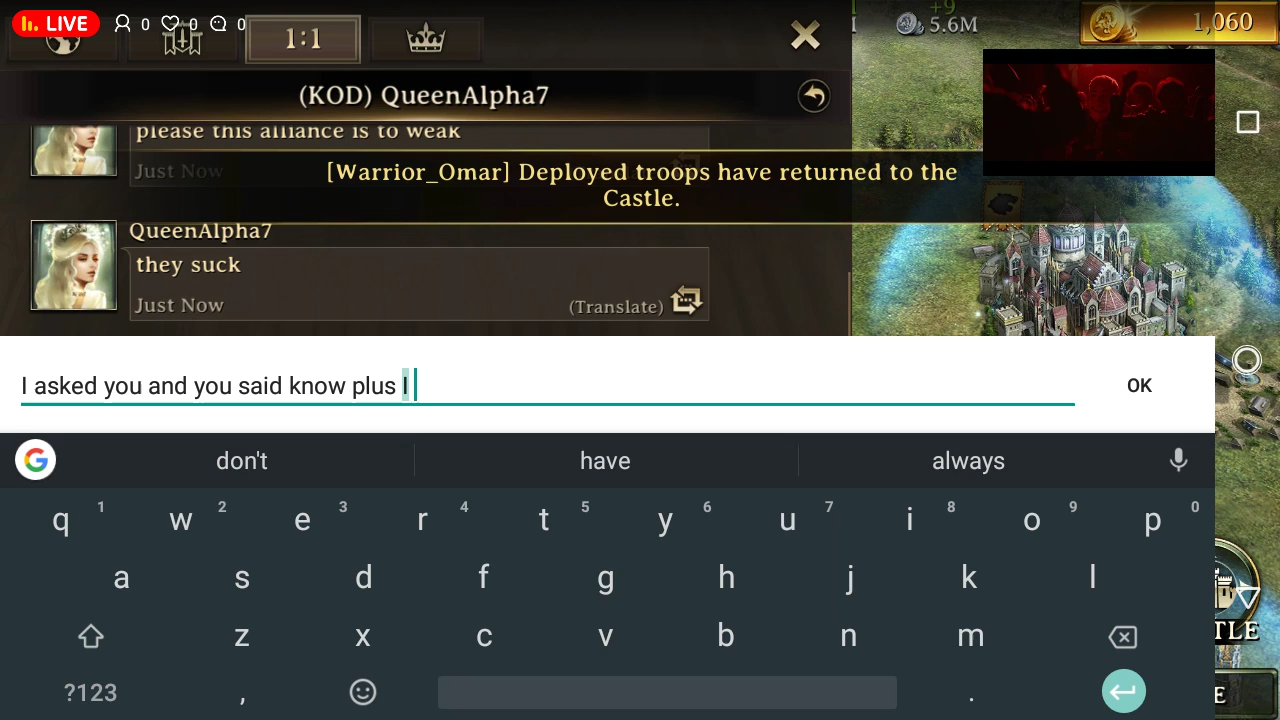 LIVE 0 0 0
1:1
+9
5.6M
1,060
(KOD) QueenAlpha7
please this alliance is to weak
Just Now
[Warrior_Omar] Deployed troops have returned to the
Castle.
QueenAlpha7
they suck
Just Now
(Translate)
I asked you and you said know plus I
OK
don't have always
q 1 w 2 e 3 r 4 t 5 y 6 u 7 i 8 o 9 p 0
a s d f g h j k l
z x c v b n m
?123 , .
TLE
E